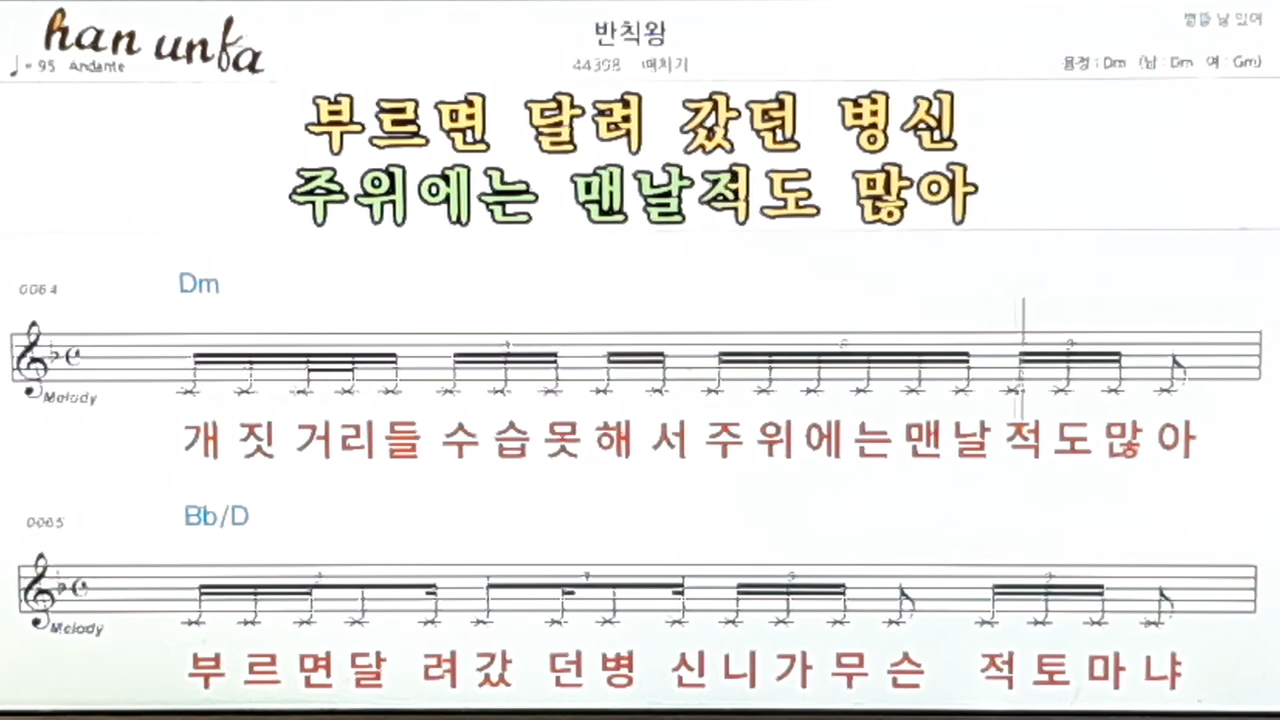 han unfa
반칙왕
♩= 95 Andante
44398
음정 : Dm (남 : Dm 여 : Gm)
부르면 달려 갔던 병신
주위에는 맨날적도 많아
0064
Dm
Melody
개 짓 거리들 수습못해 서 주위에는맨날 적도많 아
0065
Bb/D
Melody
부 르 면달 려갔 던병 신니가무슨 적토마 냐